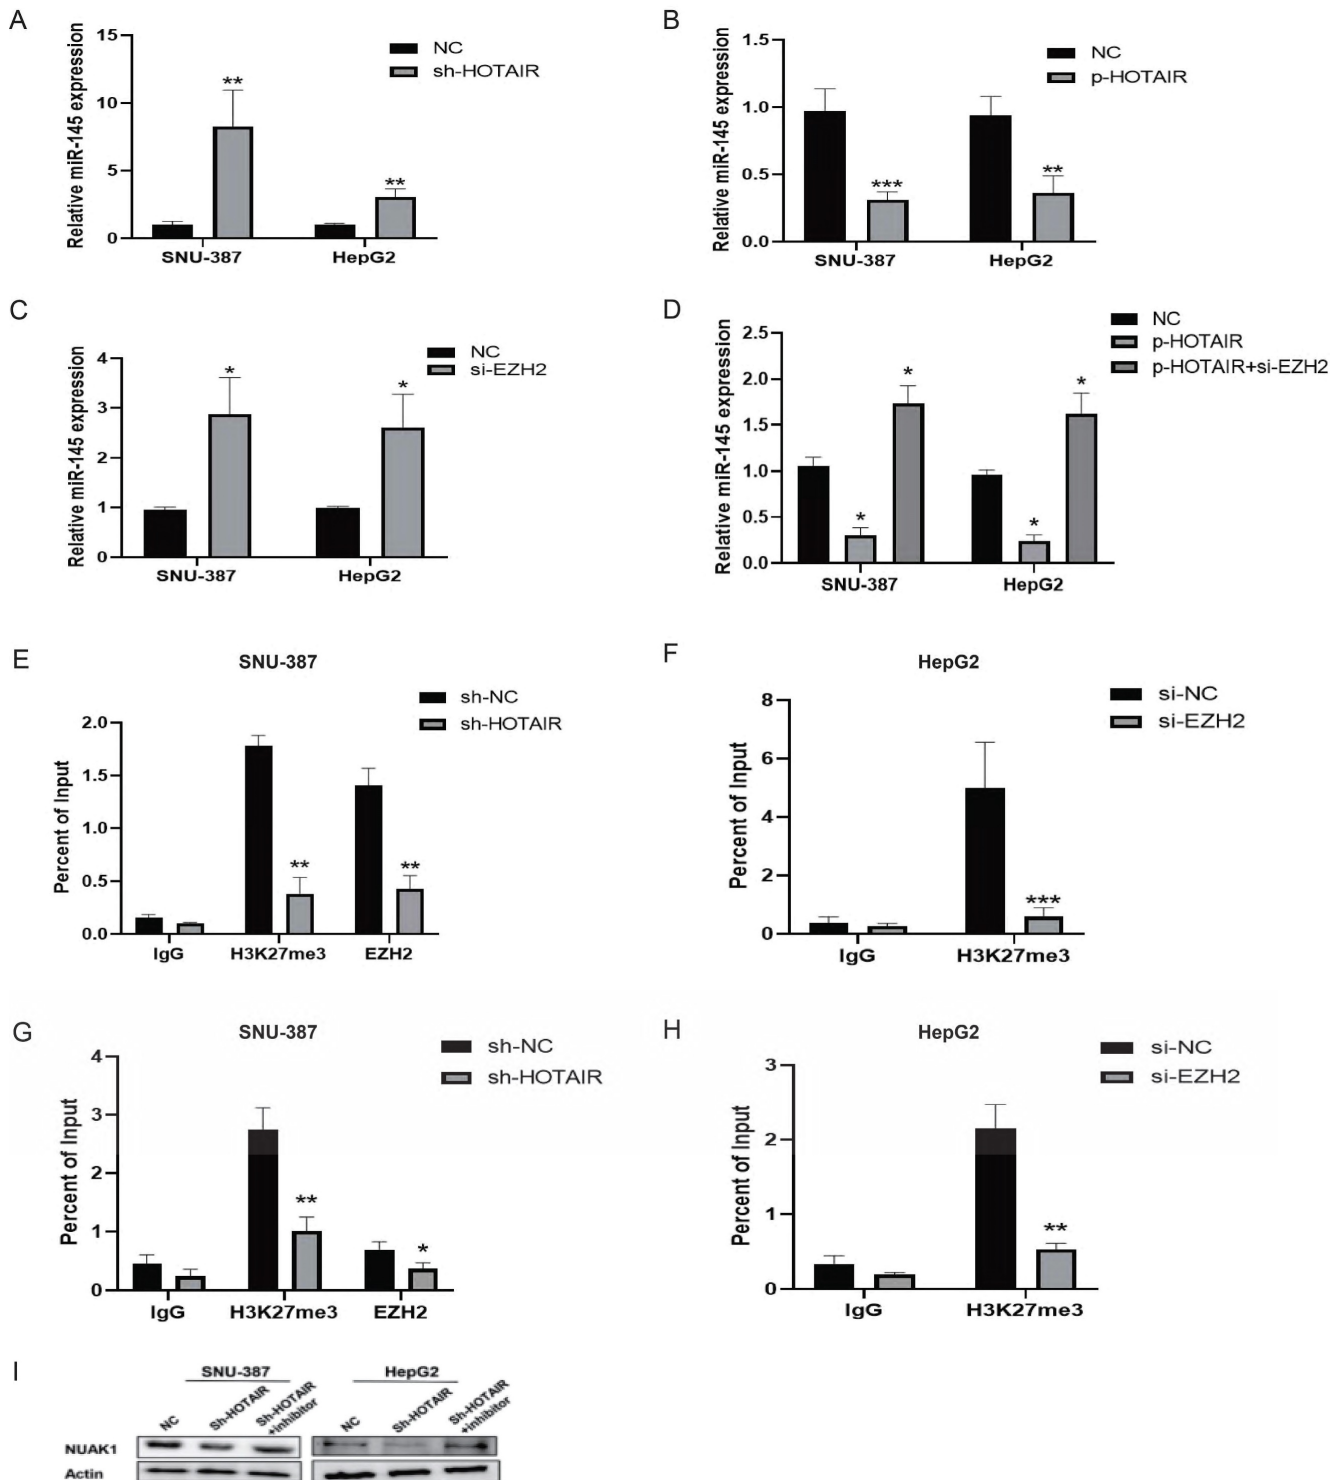 A
Relative miR-145 expression
15
10
5
0
**
**
NC
sh-HOTAIR
SNU-387
HepG2
B
Relative miR-145 expression
1.5
1.0
0.5
0.0
***
**
NC
p-HOTAIR
SNU-387
HepG2
C
Relative miR-145 expression
4
3
2
1
0
*
*
NC
si-EZH2
SNU-387
HepG2
D
Relative miR-145 expression
2.5
2.0
1.5
1.0
0.5
0.0
*
*
*
*
NC
p-HOTAIR
p-HOTAIR+si-EZH2
SNU-387
HepG2
E
SNU-387
Percent of Input
2.0
1.5
1.0
0.5
0.0
**
**
sh-NC
sh-HOTAIR
IgG
H3K27me3
EZH2
F
HepG2
Percent of Input
8
6
4
2
0
***
si-NC
si-EZH2
IgG
H3K27me3
G
SNU-387
Percent of Input
4
3
2
1
0
**
*
sh-NC
sh-HOTAIR
IgG
H3K27me3
EZH2
H
HepG2
Percent of Input
3
2
1
0
**
si-NC
si-EZH2
IgG
H3K27me3
I
SNU-387
HepG2
NC
Sh-HOTAIR
Sh-HOTAIR
+inhibitor
NC
Sh-HOTAIR
Sh-HOTAIR
+inhibitor
NUAK1
Actin